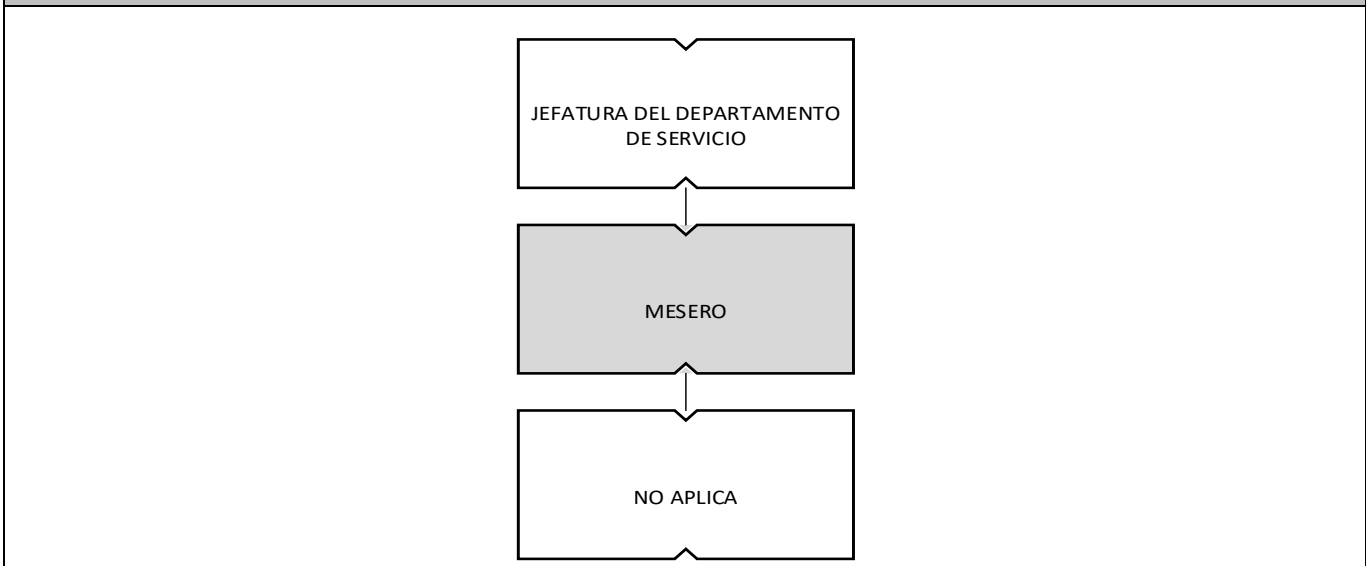 JEFATURA DEL DEPARTAMENTO
DE SERVICIO
MESERO
NO APLICA